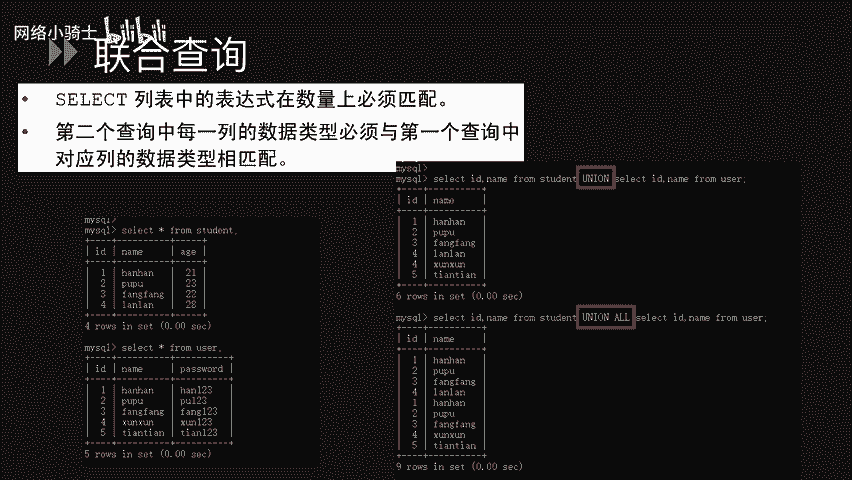 网络小骑士 bilibili
联合查询
• SELECT 列表中的表达式在数量上必须匹配。
• 第二个查询中每一列的数据类型必须与第一个查询中
对应列的数据类型相匹配。
mysql>
mysql> select * from student;
+----+----------+-----+
| id | name | age |
+----+----------+-----+
| 1 | hanhan | 21 |
| 2 | pupu | 23 |
| 3 | fangfang | 22 |
| 4 | lanlan | 28 |
+----+----------+-----+
4 rows in set (0.00 sec)
mysql> select * from user;
+----+----------+----------+
| id | name | password |
+----+----------+----------+
| 1 | hanhan | han123 |
| 2 | pupu | pu123 |
| 3 | fangfang | fang123 |
| 4 | xunxun | xun123 |
| 5 | tiantian | tian123 |
+----+----------+----------+
5 rows in set (0.00 sec)
mysql>
mysql> select id,name from student UNION select id,name from user;
+----+----------+
| id | name |
+----+----------+
| 1 | hanhan |
| 2 | pupu |
| 3 | fangfang |
| 4 | lanlan |
| 4 | xunxun |
| 5 | tiantian |
+----+----------+
6 rows in set (0.00 sec)
mysql> select id,name from student UNION ALL select id,name from user;
+----+----------+
| id | name |
+----+----------+
| 1 | hanhan |
| 2 | pupu |
| 3 | fangfang |
| 4 | lanlan |
| 1 | hanhan |
| 2 | pupu |
| 3 | fangfang |
| 4 | xunxun |
| 5 | tiantian |
+----+----------+
9 rows in set (0.00 sec)